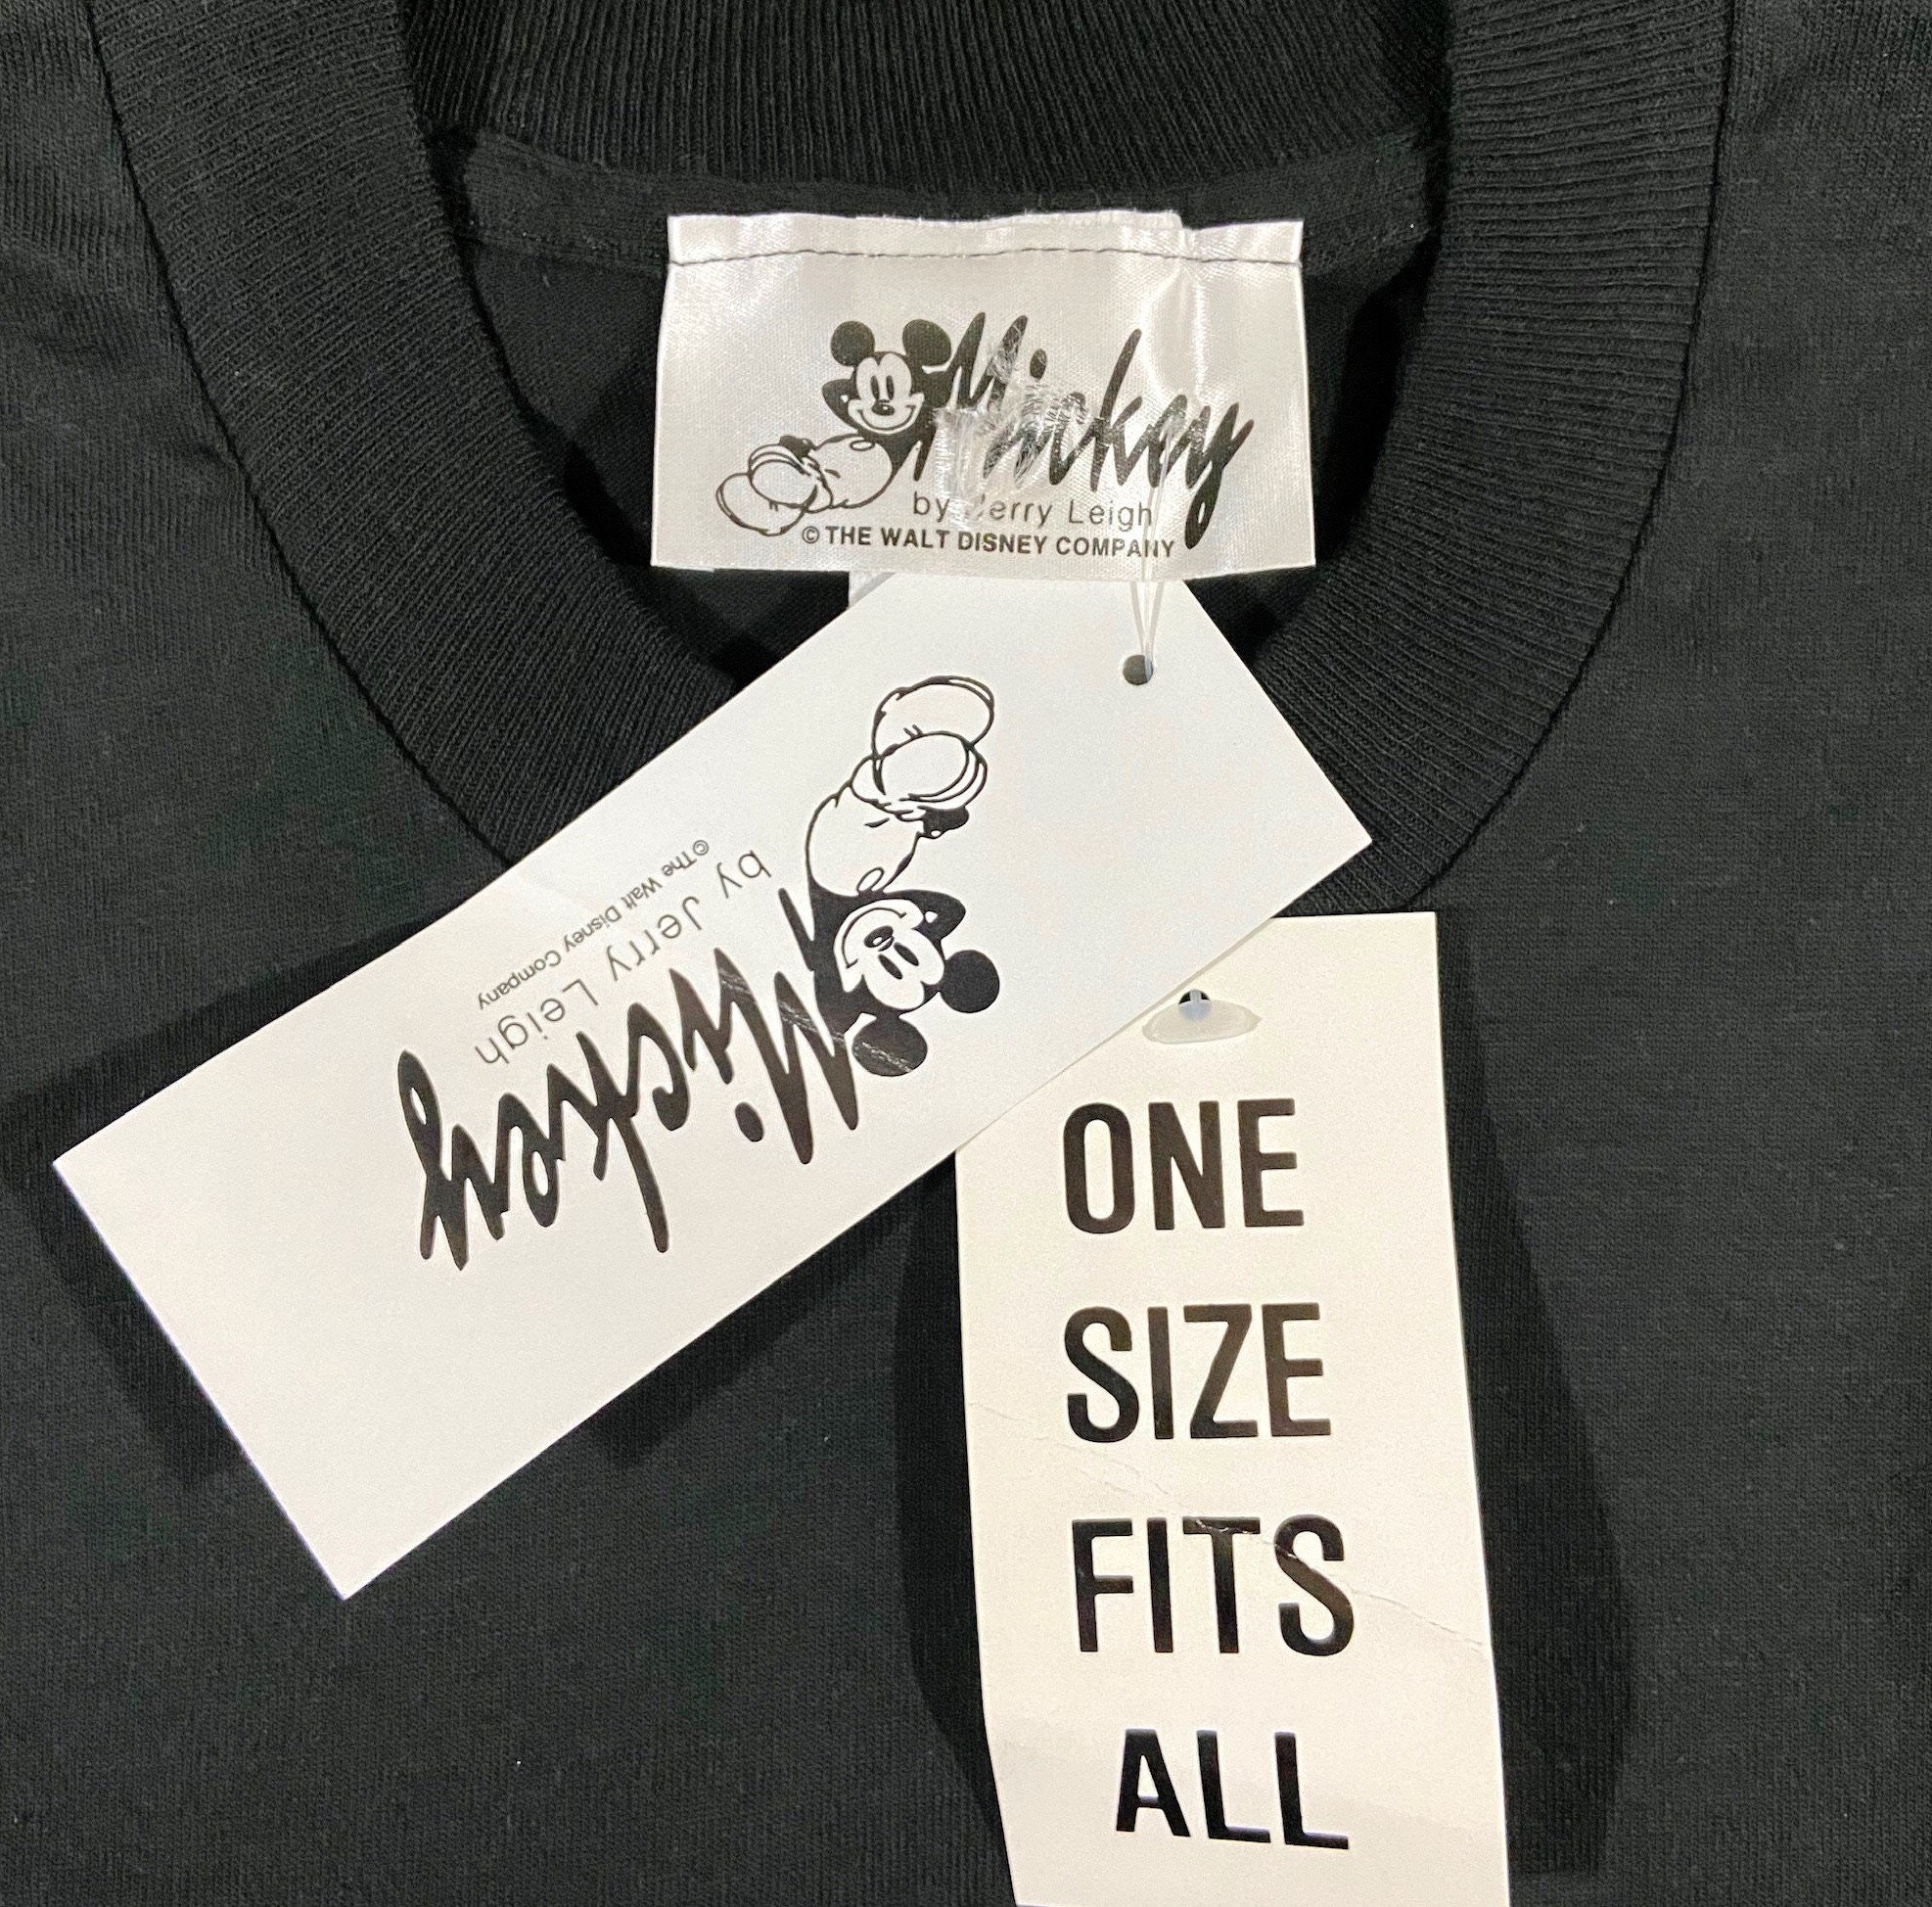 Mickey
by Jerry Leigh
© THE WALT DISNEY COMPANY
Mickey
by Jerry Leigh
©The Walt Disney Company
ONE
SIZE
FITS
ALL